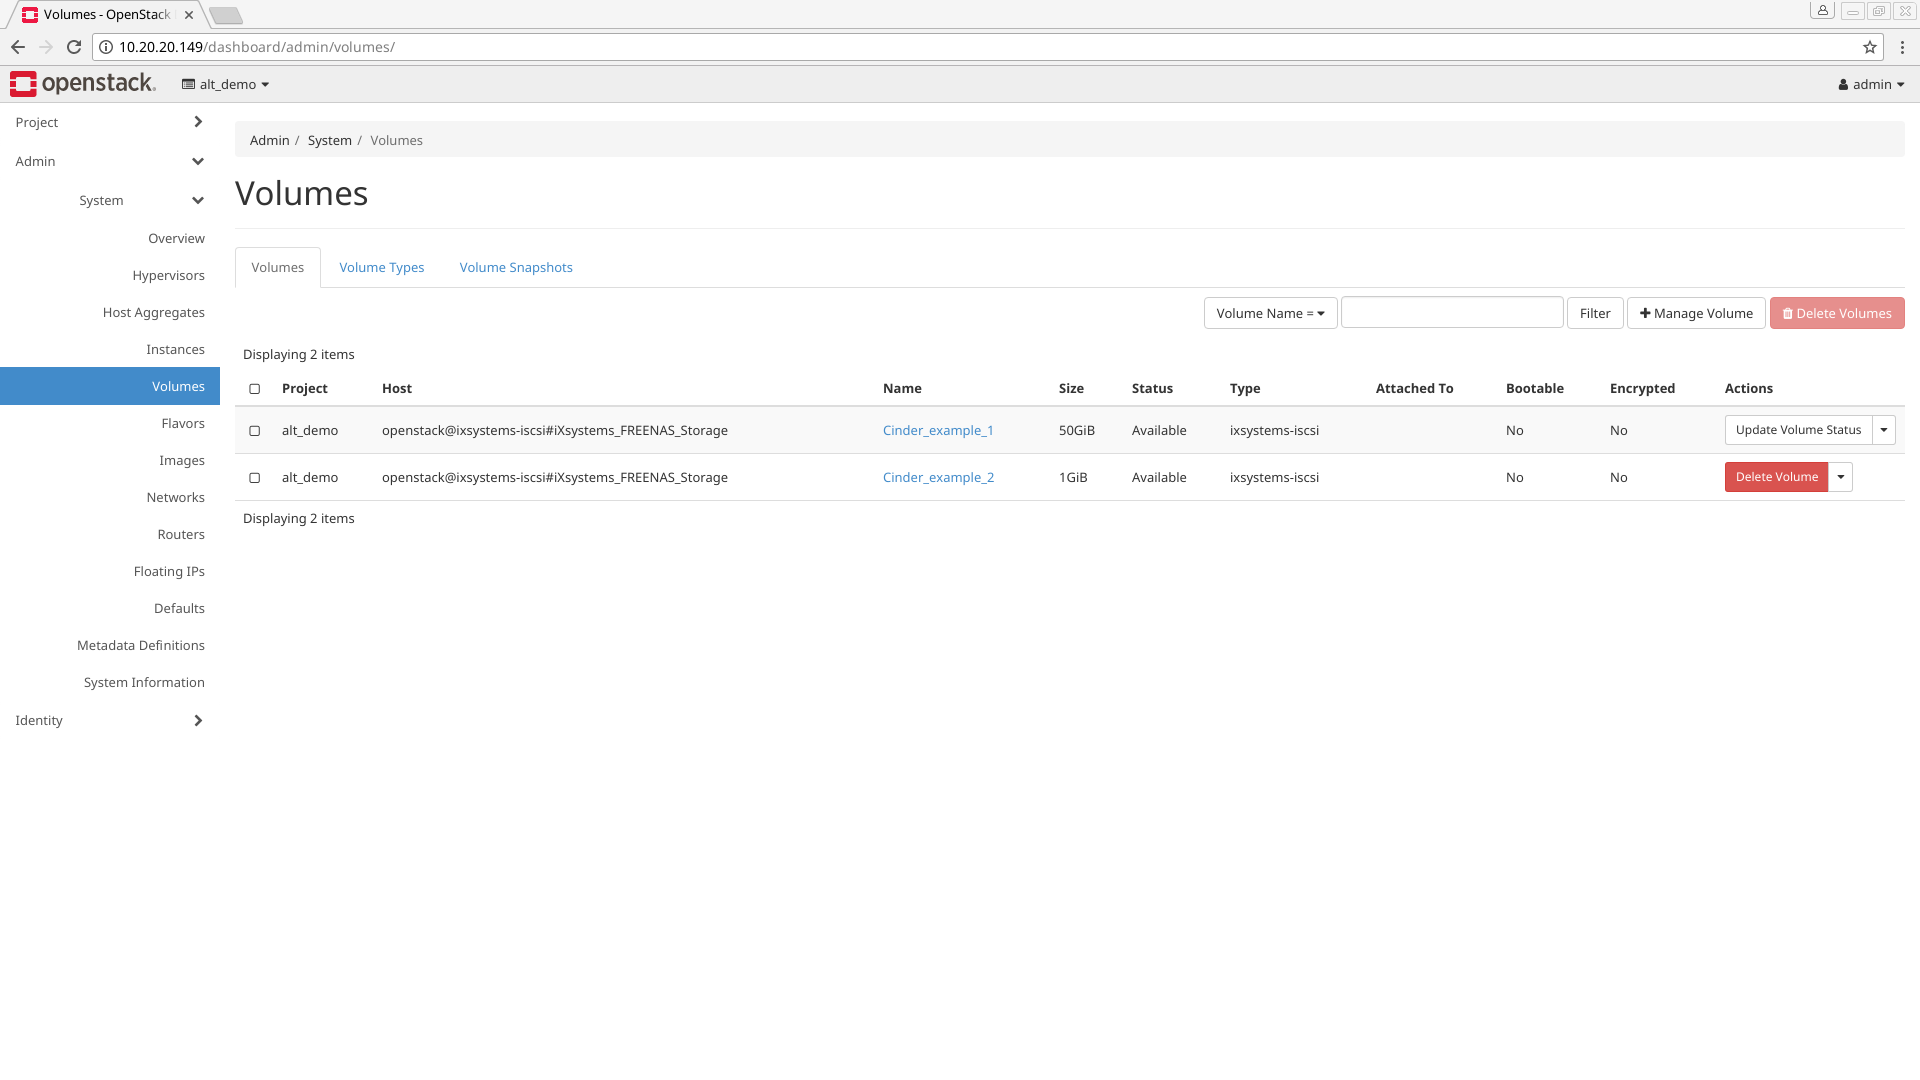 Volumes - OpenStack
10.20.20.149/dashboard/admin/volumes/
openstack. alt_demo admin
Project
Admin
System
Overview
Hypervisors
Host Aggregates
Instances
Volumes
Flavors
Images
Networks
Routers
Floating IPs
Defaults
Metadata Definitions
System Information
Identity
Admin / System / Volumes
Volumes
Volumes Volume Types Volume Snapshots
Volume Name = Filter Manage Volume Delete Volumes
Displaying 2 items
Project Host Name Size Status Type Attached To Bootable Encrypted Actions
alt_demo openstack@ixsystems-iscsi#iXsystems_FREENAS_Storage Cinder_example_1 50GiB Available ixsystems-iscsi No No Update Volume Status
alt_demo openstack@ixsystems-iscsi#iXsystems_FREENAS_Storage Cinder_example_2 1GiB Available ixsystems-iscsi No No Delete Volume
Displaying 2 items